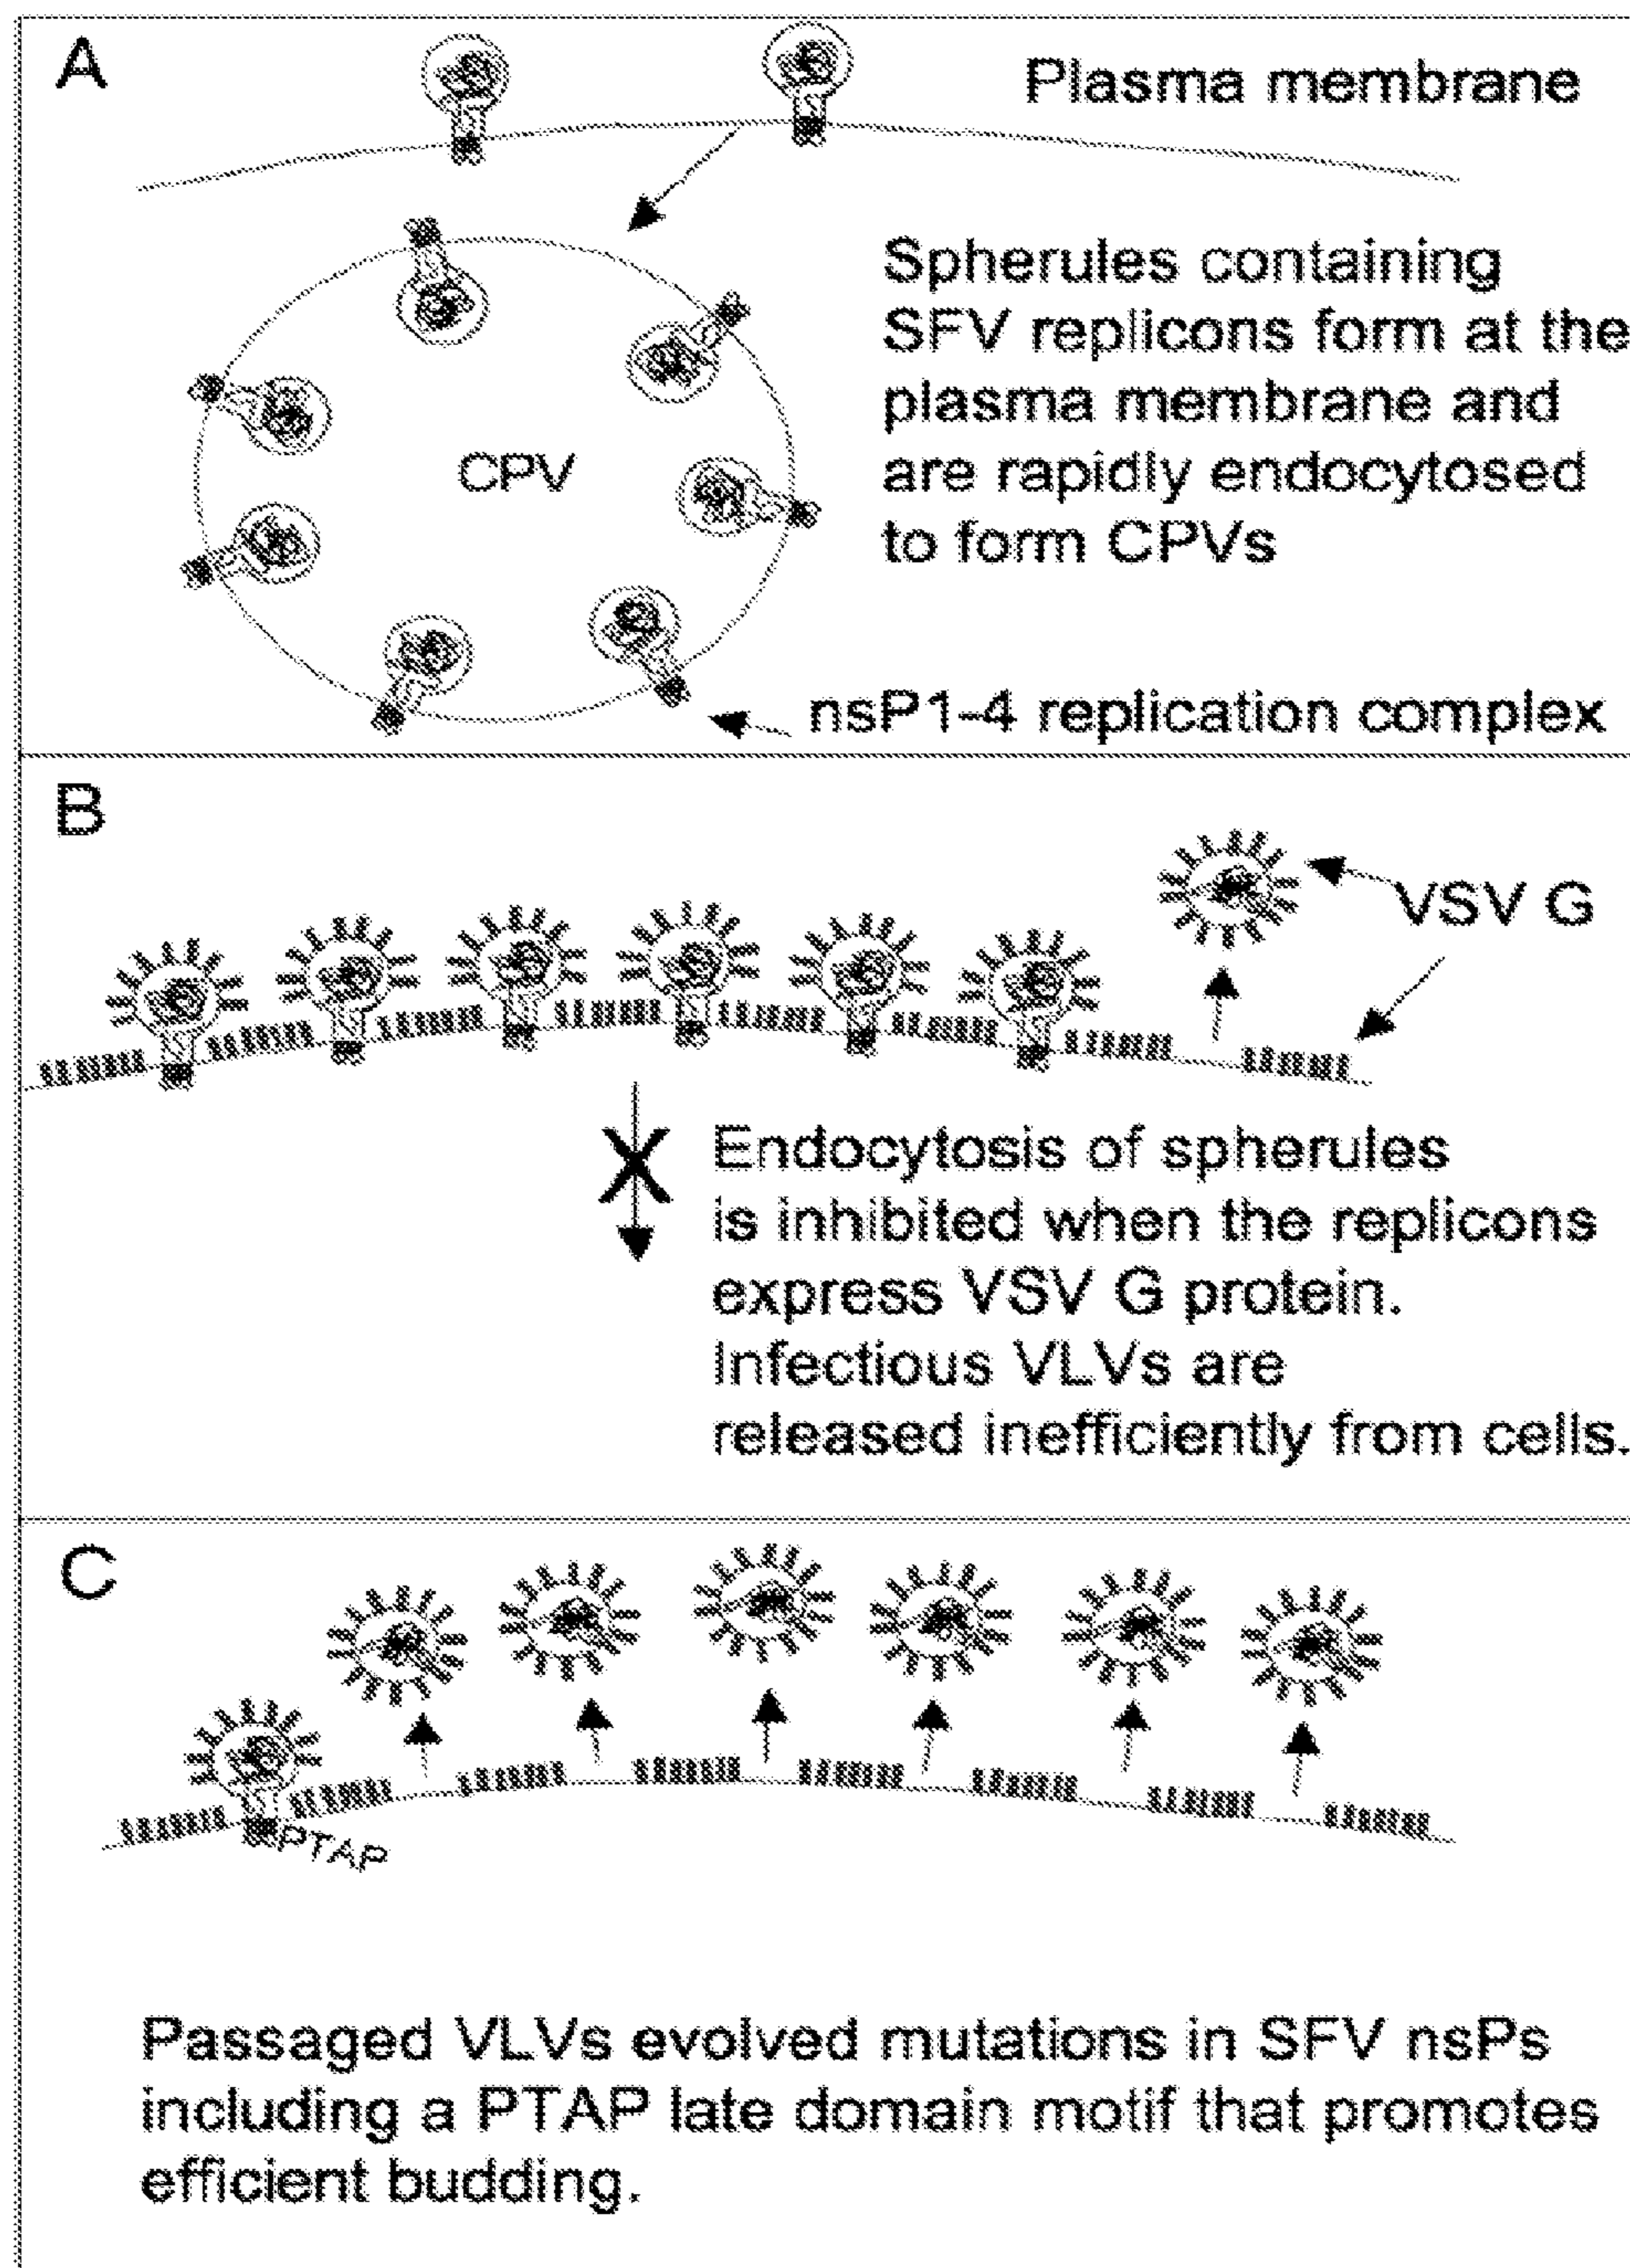 A
Plasma membrane
Spherules containing
SFV replicons form at the
plasma membrane and
are rapidly endocytosed
to form CPVs
CPV
nsP1-4 replication complex
B
VSV G
Endocytosis of spherules
is inhibited when the replicons
express VSV G protein.
Infectious VLVs are
released inefficiently from cells.
C
PTAP
Passaged VLVs evolved mutations in SFV nsPs
including a PTAP late domain motif that promotes
efficient budding.